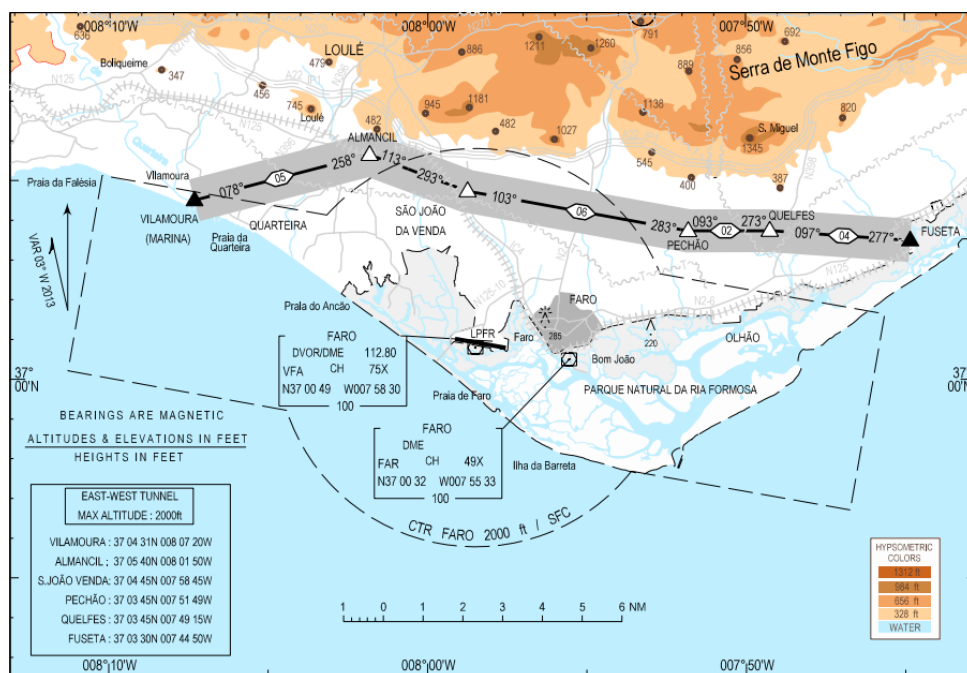 008°10'W
008°00'W
007°50'W
636
Boliqueime
347
N270
LOULÉ
479
886
1211
1260
791
692
856
889
Serra de Monte Figo
A22
IP1
456
745
Loulé
N125
482
945
1181
482
1027
1138
545
820
S. Miguel
1345
N398
400
387
ALMANCIL
Quarteira
Praia da Falésia
Vilamoura
078°
05
258°
113°
293°
103°
06
283°
093°
02
273°
QUELFES
097°
04
277°
FUSETA
PECHÃO
VILAMOURA
(MARINA)
QUARTEIRA
Praia da
Quarteira
SÃO JOÃO
DA VENDA
IC4
N125-10
N2-6
N125
VAR 03° W 2013
Praia do Ancão
FARO
285
220
LPFR
Faro
OLHÃO
Bom João
FARO
DVOR/DME 112.80
VFA CH 75X
N37 00 49 W007 58 30
100
37°
00'N
37°
00'N
PARQUE NATURAL DA RIA FORMOSA
Praia de Faro
FARO
DME
FAR CH 49X
N37 00 32 W007 55 33
100
Ilha da Barreta
BEARINGS ARE MAGNETIC
ALTITUDES & ELEVATIONS IN FEET
HEIGHTS IN FEET
CTR FARO 2000 ft / SFC
EAST-WEST TUNNEL
MAX ALTITUDE : 2000ft
VILAMOURA : 37 04 31N 008 07 20W
ALMANCIL : 37 05 40N 008 01 50W
S.JOÃO VENDA: 37 04 45N 007 58 45W
PECHÃO : 37 03 45N 007 51 49W
QUELFES : 37 03 45N 007 49 15W
FUSETA : 37 03 30N 007 44 50W
1 0 1 2 3 4 5 6 NM
HYPSOMETRIC
COLORS
1312 ft
984 ft
656 ft
328 ft
WATER
008°10'W
008°00'W
007°50'W